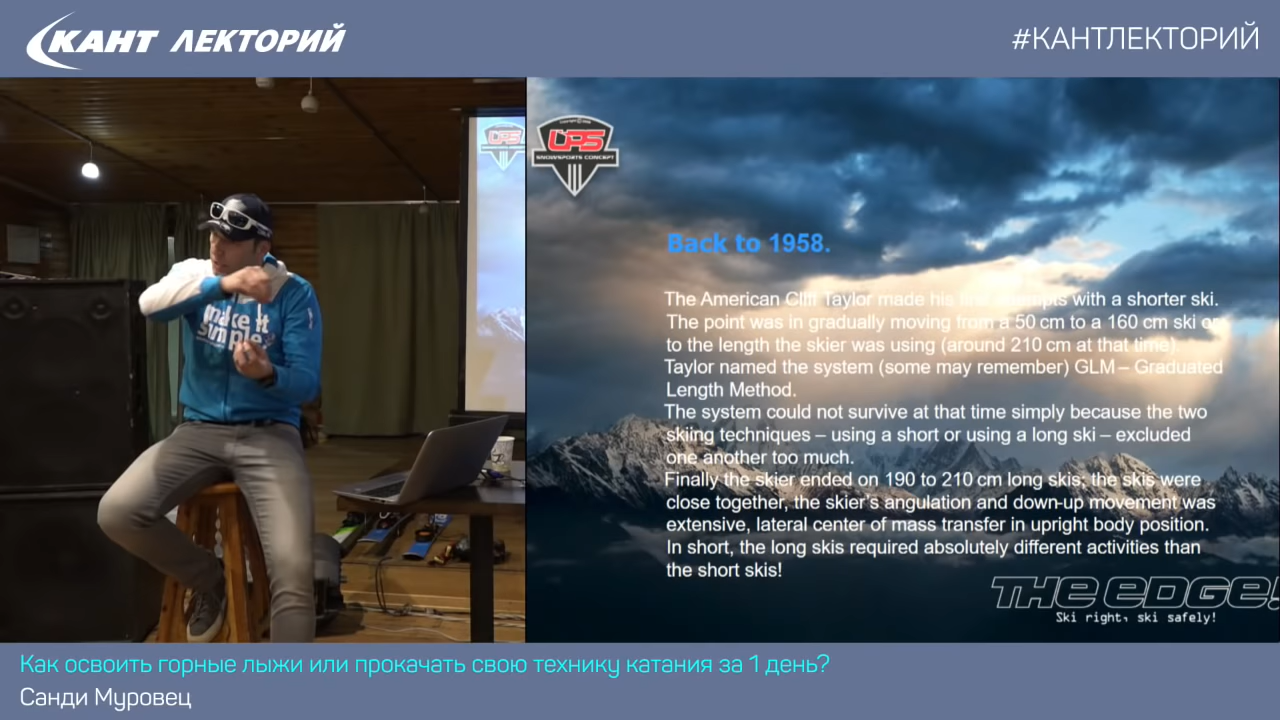 КАНТ ЛЕКТОРИЙ
#КАНТЛЕКТОРИЙ
UPS
SNOWSPORTS CONCEPT
make it
simple
Back to 1958.
The American Cliff Taylor made his first attempts with a shorter ski.
The point was in gradually moving from a 50 cm to a 160 cm ski or
to the length the skier was using (around 210 cm at that time).
Taylor named the system (some may remember) GLM – Graduated
Length Method.
The system could not survive at that time simply because the two
skiing techniques – using a short or using a long ski – excluded
one another too much.
Finally the skier ended on 190 to 210 cm long skis; the skis were
close together, the skier's angulation and down-up movement was
extensive, lateral center of mass transfer in upright body position.
In short, the long skis required absolutely different activities than
the short skis!
THE EDGE!
Ski right, ski safely!
Как освоить горные лыжи или прокачать свою технику катания за 1 день?
Санди Муровец